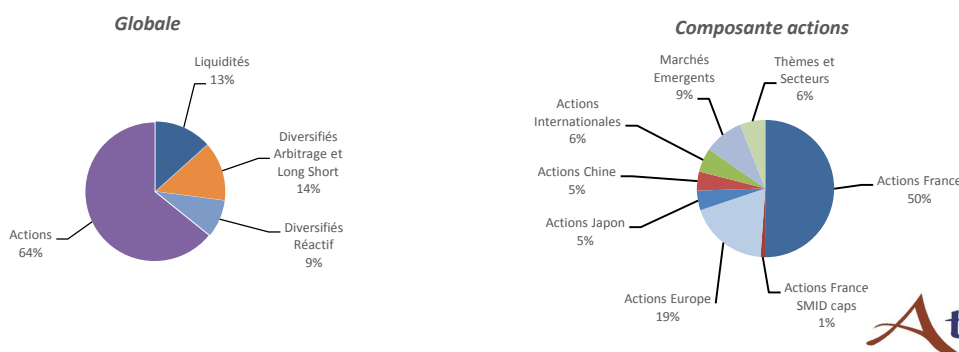 Globale
Composante actions
Liquidités
13%
Diversifiés
Arbitrage et
Long Short
14%
Diversifiés
Réactif
9%
Actions
64%
Marchés
Emergents
9%
Thèmes et
Secteurs
6%
Actions
Internationales
6%
Actions Chine
5%
Actions Japon
5%
Actions Europe
19%
Actions France
SMID caps
1%
Actions France
50%